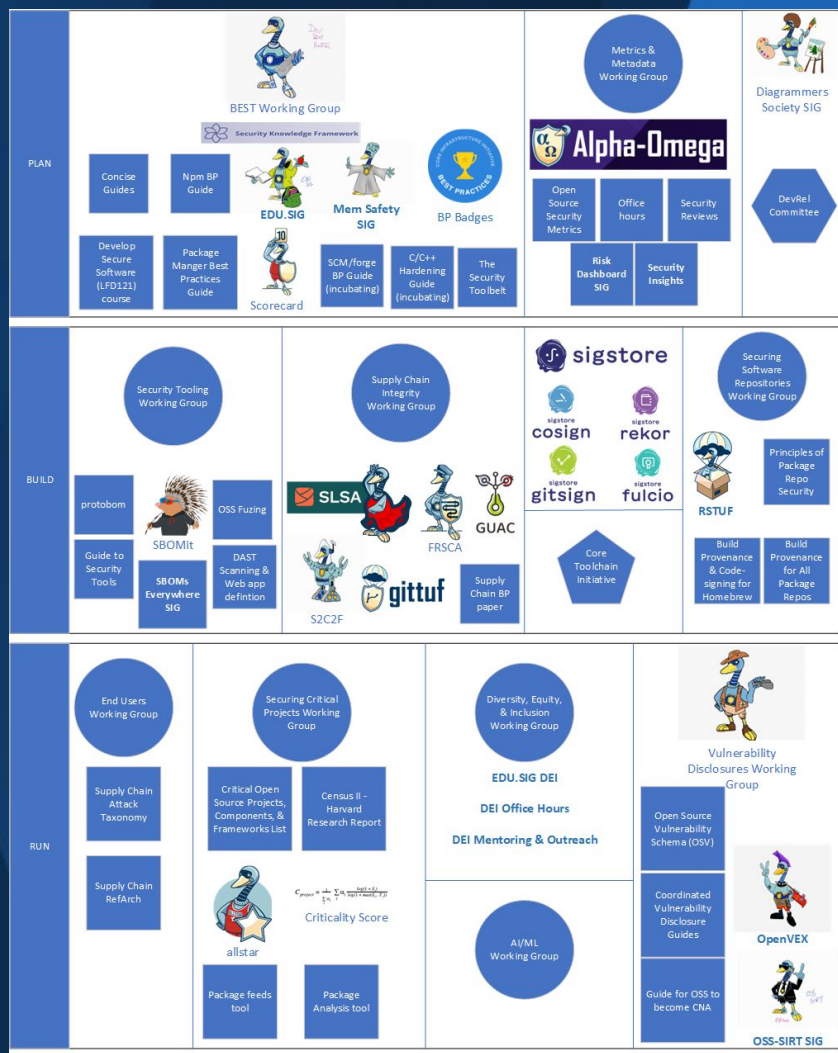 PLAN
BEST Working Group
Security Knowledge Framework
Concise
Guides
Npm BP
Guide
EDU.SIG
Mem Safety
SIG
CORE INFRASTRUCTURE INITIATIVE
BEST PRACTICES
BP Badges
Develop
Secure
Software
(LFD121)
course
Package
Manger Best
Practices
Guide
10
Scorecard
SCM/forge
BP Guide
(incubating)
C/C++
Hardening
Guide
(incubating)
The
Security
Toolbelt
Metrics &
Metadata
Working Group
αΩ
Alpha-Omega
Open
Source
Security
Metrics
Office
hours
Security
Reviews
Risk
Dashboard
SIG
Security
Insights
Diagrammers
Society SIG
DevRel
Committee
BUILD
Security Tooling
Working Group
protobom
SBOMit
OSS Fuzing
Guide to
Security
Tools
SBOMs
Everywhere
SIG
DAST
Scanning &
Web app
defintion
Supply Chain
Integrity
Working Group
SLSA
FRSCA
GUAC
S2C2F
gittuf
Supply
Chain BP
paper
sigstore
sigstore
cosign
sigstore
rekor
sigstore
gitsign
sigstore
fulcio
Core
Toolchain
Initiative
Securing
Software
Repositories
Working Group
RSTUF
Principles of
Package
Repo
Security
Build
Provenance
& Code-
signing for
Homebrew
Build
Provenance
for All
Package
Repos
RUN
End Users
Working Group
Supply Chain
Attack
Taxonomy
Supply Chain
RefArch
Securing Critical
Projects Working
Group
Critical Open
Source Projects,
Components, &
Frameworks List
Census II -
Harvard
Research Report
allstar
Criticality Score
Package feeds
tool
Package
Analysis tool
Diversity, Equity,
& Inclusion
Working Group
EDU.SIG DEI
DEI Office Hours
DEI Mentoring & Outreach
AI/ML
Working Group
Vulnerability
Disclosures Working
Group
Open Source
Vulnerability
Schema (OSV)
Coordinated
Vulnerability
Disclosure
Guides
OpenVEX
Guide for OSS to
become CNA
OSS-SIRT SIG